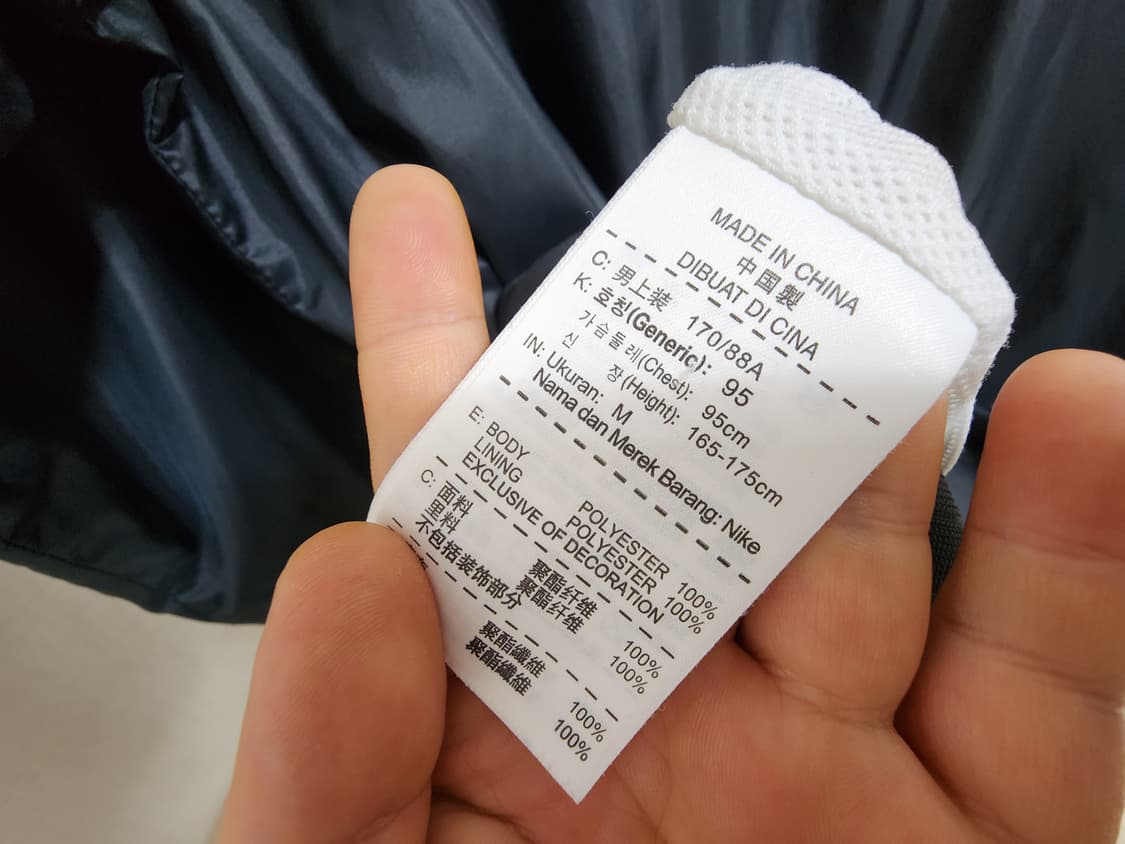 MADE IN CHINA
中国製
DIBUAT DI CINA
C: 男上装 170/88A
K: 호칭(Generic): 95
가슴둘레(Chest): 95cm
신 장(Height): 165-175cm
IN: Ukuran: M
Nama dan Merek Barang: Nike
E: BODY POLYESTER 100%
LINING POLYESTER 100%
EXCLUSIVE OF DECORATION
C: 面料 聚酯纤维 100%
里料 聚酯纤维 100%
不包括装饰部分
聚酯纖維 100%
聚酯纖維 100%